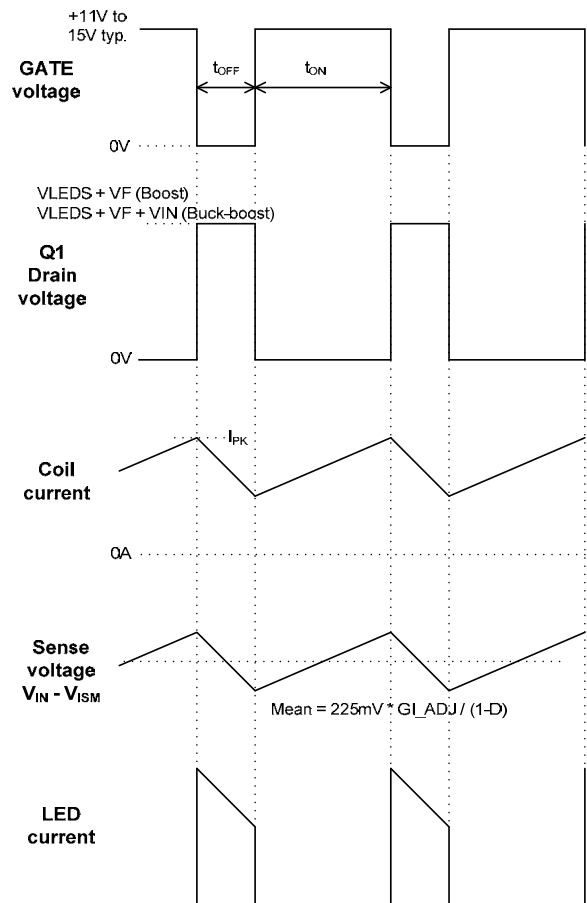 +11V to
15V typ.
GATE
voltage
tOFF
tON
0V
VLEDS + VF (Boost)
VLEDS + VF + VIN (Buck-boost)
Q1
Drain
voltage
0V
IPK
Coil
current
0A
Sense
voltage
VIN - VISM
Mean = 225mV * GI_ADJ / (1-D)
LED
current